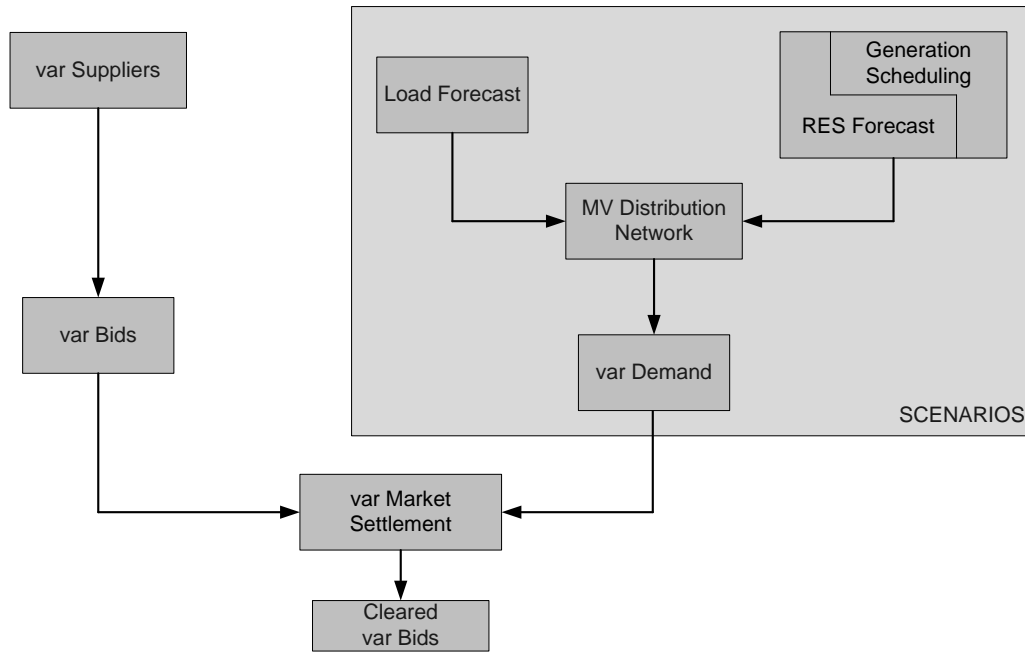 var Suppliers
Load Forecast
Generation
Scheduling
RES Forecast
MV Distribution
Network
var Bids
var Demand
SCENARIOS
var Market
Settlement
Cleared
var Bids